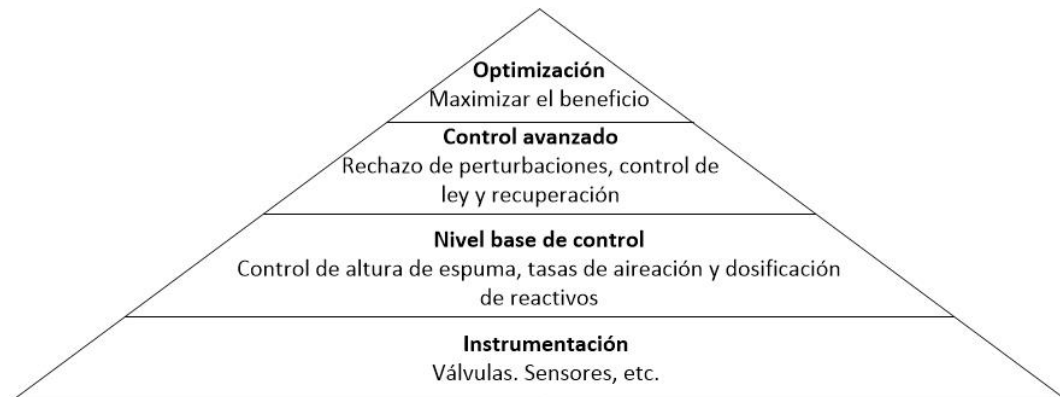 Optimización
Maximizar el beneficio
Control avanzado
Rechazo de perturbaciones, control de
ley y recuperación
Nivel base de control
Control de altura de espuma, tasas de aireación y dosificación
de reactivos
Instrumentación
Válvulas. Sensores, etc.